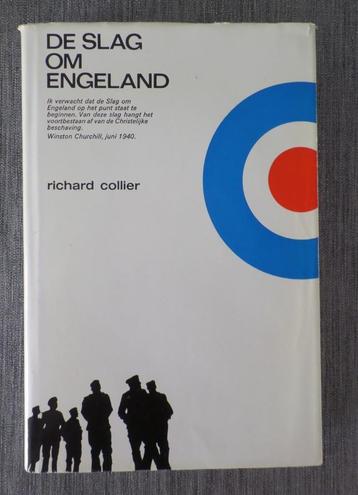 DE SLAG
OM
ENGELAND
Ik verwacht dat de Slag om
Engeland op het punt staat te
beginnen. Van deze slag hangt het
voortbestaan af van de Christelijke
beschaving.
Winston Churchill, juni 1940.
richard collier